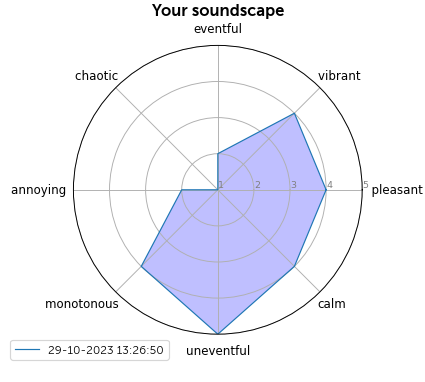 Your soundscape
eventful
chaotic
vibrant
annoying
1 2 3 4 5
pleasant
monotonous
calm
uneventful
29-10-2023 13:26:50